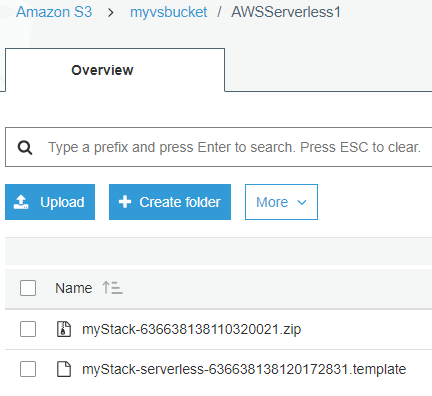 Amazon S3 > myvsbucket / AWSServerless1
Overview
Type a prefix and press Enter to search. Press ESC to clear.
Upload + Create folder More
Name
myStack-636638138110320021.zip
myStack-serverless-636638138120172831.template